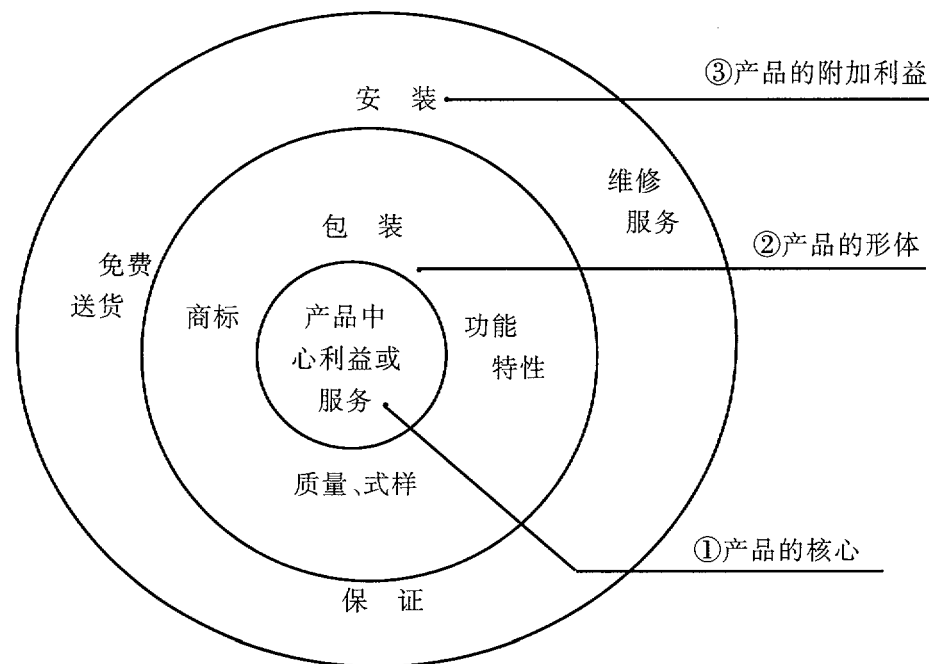 ③产品的附加利益
安 装
维修
服务
包 装
②产品的形体
免费
送货
商标
产品中
心利益或
服务
功能
特性
质量、式样
①产品的核心
保 证